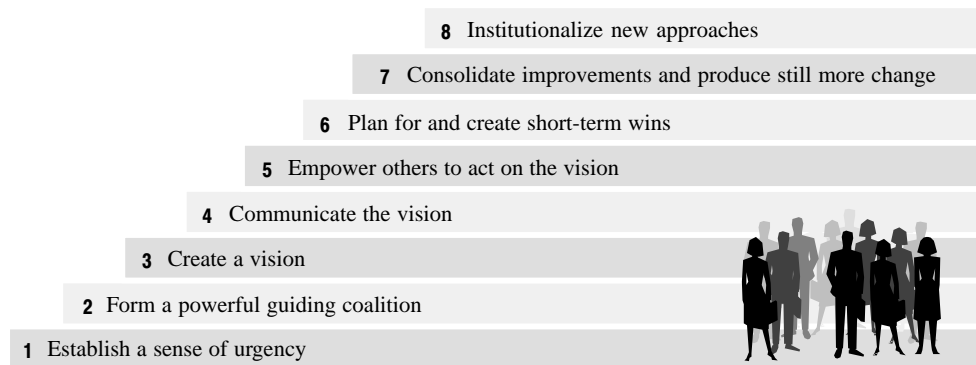 8 Institutionalize new approaches
7 Consolidate improvements and produce still more change
6 Plan for and create short-term wins
5 Empower others to act on the vision
4 Communicate the vision
3 Create a vision
2 Form a powerful guiding coalition
1 Establish a sense of urgency